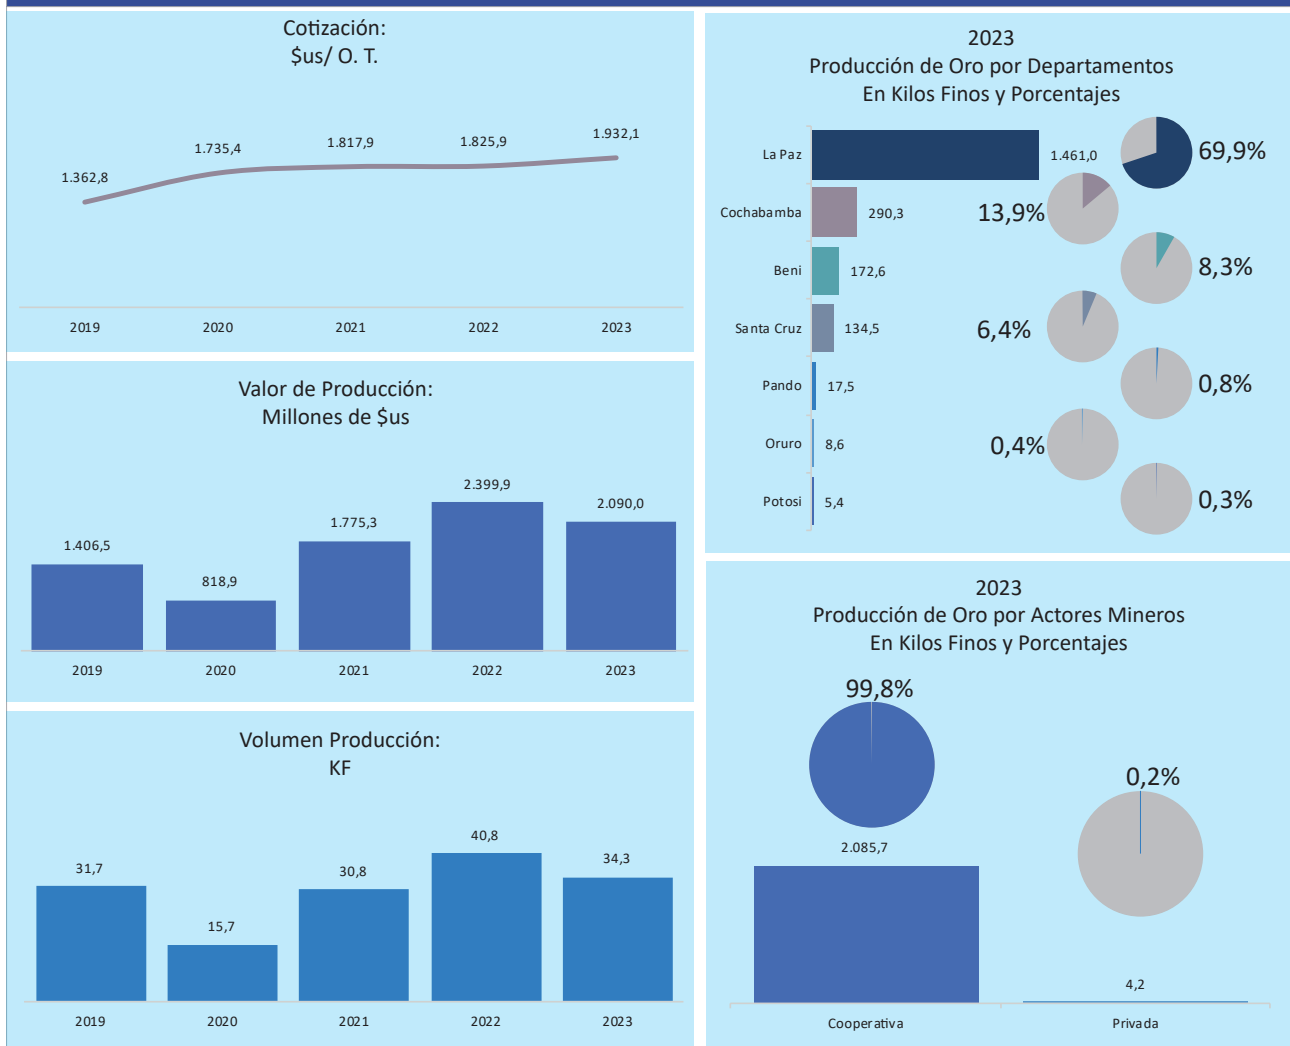 Cotización:
$us/ O. T.
1.362,8
1.735,4
1.817,9
1.825,9
1.932,1
2019
2020
2021
2022
2023
Valor de Producción:
Millones de $us
1.406,5
818,9
1.775,3
2.399,9
2.090,0
2019
2020
2021
2022
2023
Volumen Producción:
KF
31,7
15,7
30,8
40,8
34,3
2019
2020
2021
2022
2023
2023
Producción de Oro por Departamentos
En Kilos Finos y Porcentajes
La Paz
1.461,0
69,9%
Cochabamba
290,3
13,9%
Beni
172,6
8,3%
Santa Cruz
134,5
6,4%
Pando
17,5
0,8%
Oruro
8,6
0,4%
Potosi
5,4
0,3%
2023
Producción de Oro por Actores Mineros
En Kilos Finos y Porcentajes
99,8%
0,2%
2.085,7
4,2
Cooperativa
Privada